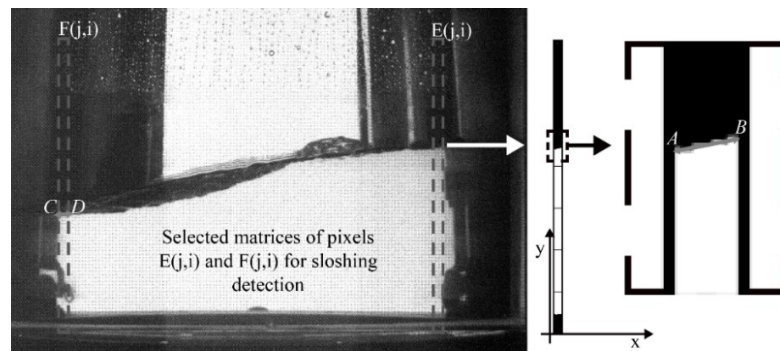 F(j,i)
E(j,i)
C D
Selected matrices of pixels
E(j,i) and F(j,i) for sloshing
detection
y
x
A
B